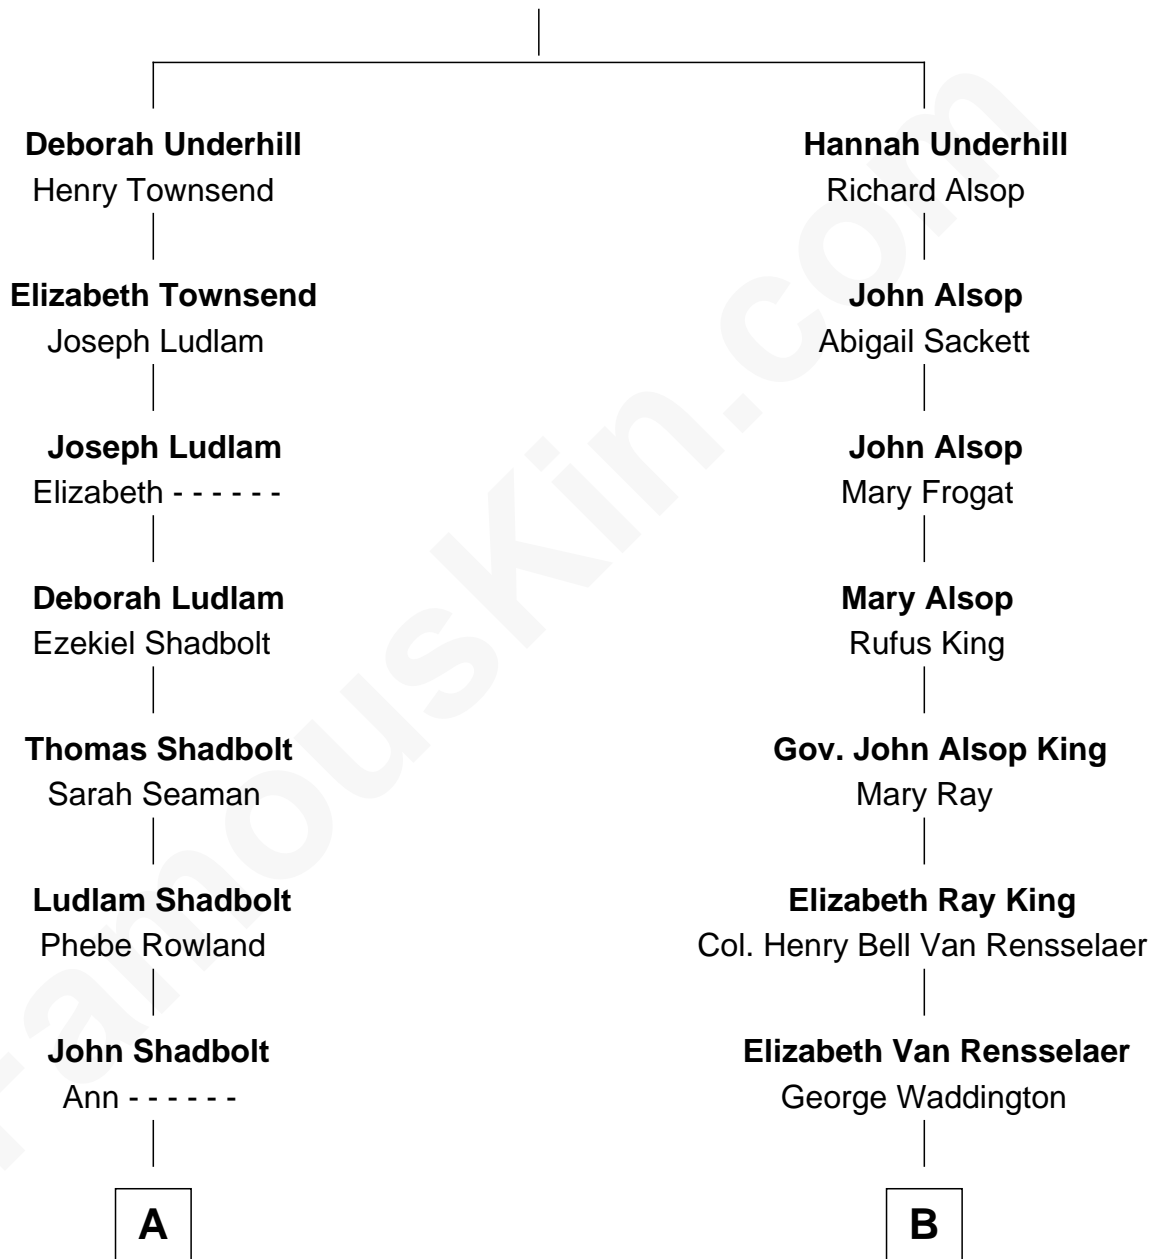 Deborah Underhill
Henry Townsend
Elizabeth Townsend
Joseph Ludlam
Joseph Ludlam
Elizabeth - - - - - -
Deborah Ludlam
Ezekiel Shadbolt
Thomas Shadbolt
Sarah Seaman
Ludlam Shadbolt
Phebe Rowland
John Shadbolt
Ann - - - - - -
A
Hannah Underhill
Richard Alsop
John Alsop
Abigail Sackett
John Alsop
Mary Frogat
Mary Alsop
Rufus King
Gov. John Alsop King
Mary Ray
Elizabeth Ray King
Col. Henry Bell Van Rensselaer
Elizabeth Van Rensselaer
George Waddington
B
FamousKin.com